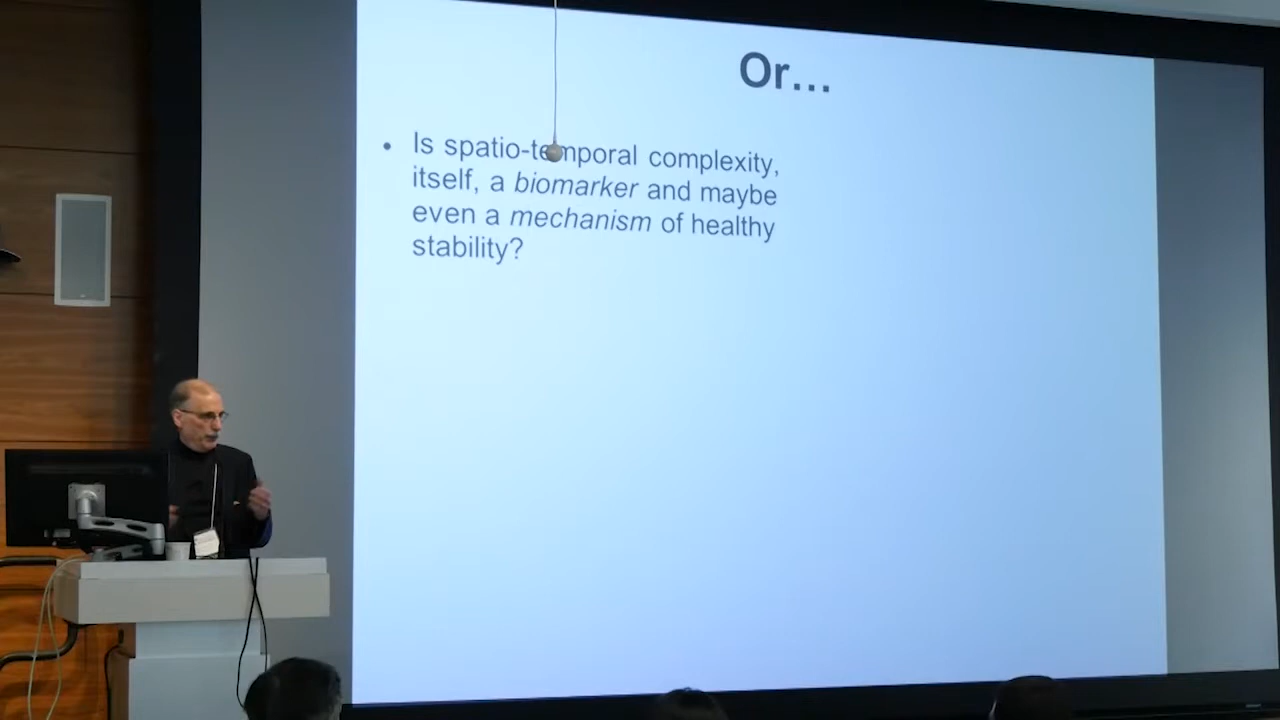 Or...
• Is spatio-temporal complexity,
itself, a biomarker and maybe
even a mechanism of healthy
stability?